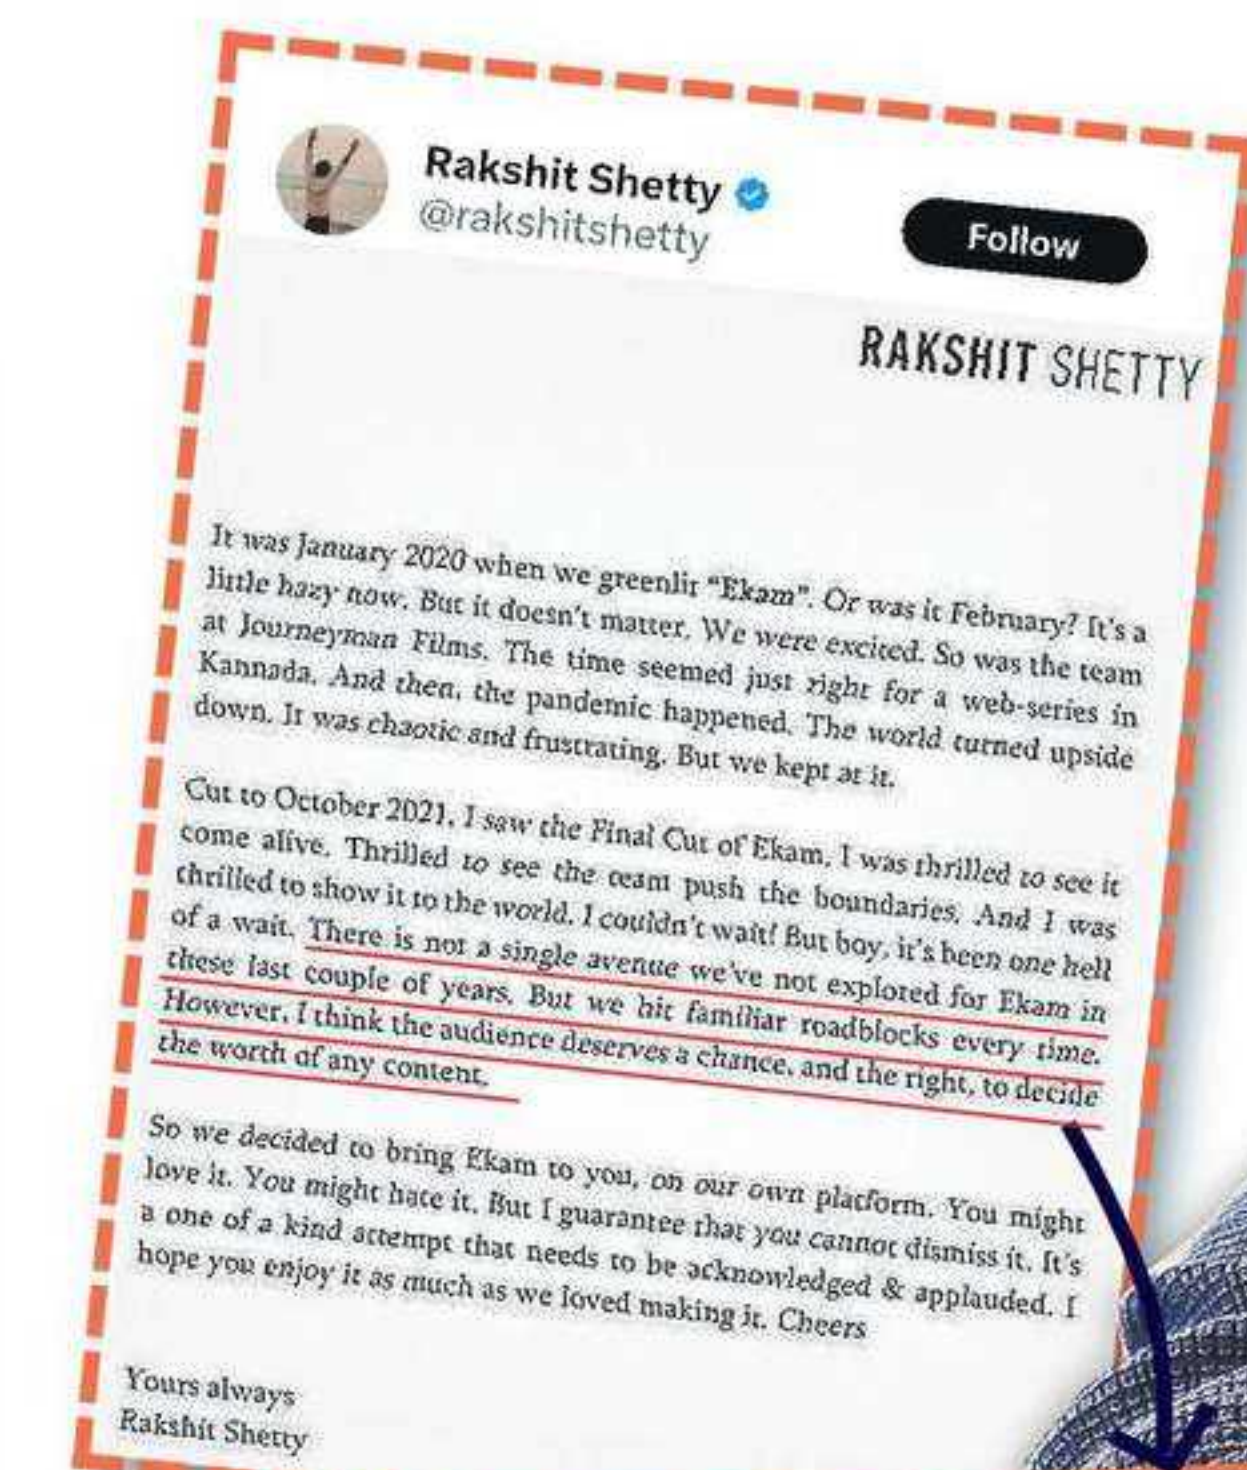 Rakshit Shetty
@rakshitshetty
Follow
RAKSHIT SHETTY
It was January 2020 when we greenlit “Ekam”. Or was it February? It's a
little hazy now. But it doesn't matter. We were excited. So was the team
at Journeyman Films. The time seemed just right for a web-series in
Kannada. And then, the pandemic happened. The world turned upside
down. It was chaotic and frustrating. But we kept at it.
Cut to October 2021, I saw the Final Cut of Ekam. I was thrilled to see it
come alive. Thrilled to see the team push the boundaries. And I was
thrilled to show it to the world. I couldn't wait! But boy, it's been one hell
of a wait. There is not a single avenue we've not explored for Ekam in
these last couple of years. But we hit familiar roadblocks every time.
However, I think the audience deserves a chance, and the right, to decide
the worth of any content.
So we decided to bring Ekam to you, on our own platform. You might
love it. You might hate it. But I guarantee that you cannot dismiss it. It's
a one of a kind attempt that needs to be acknowledged & applauded. I
hope you enjoy it as much as we loved making it. Cheers
Yours always
Rakshit Shetty